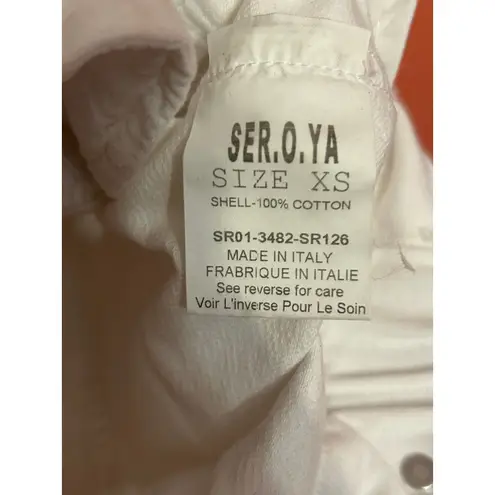 SER.O.YA
SIZE XS
SHELL-100% COTTON
SR01-3482-SR126
MADE IN ITALY
FRABRIQUE IN ITALIE
See reverse for care
Voir L'inverse Pour Le Soin